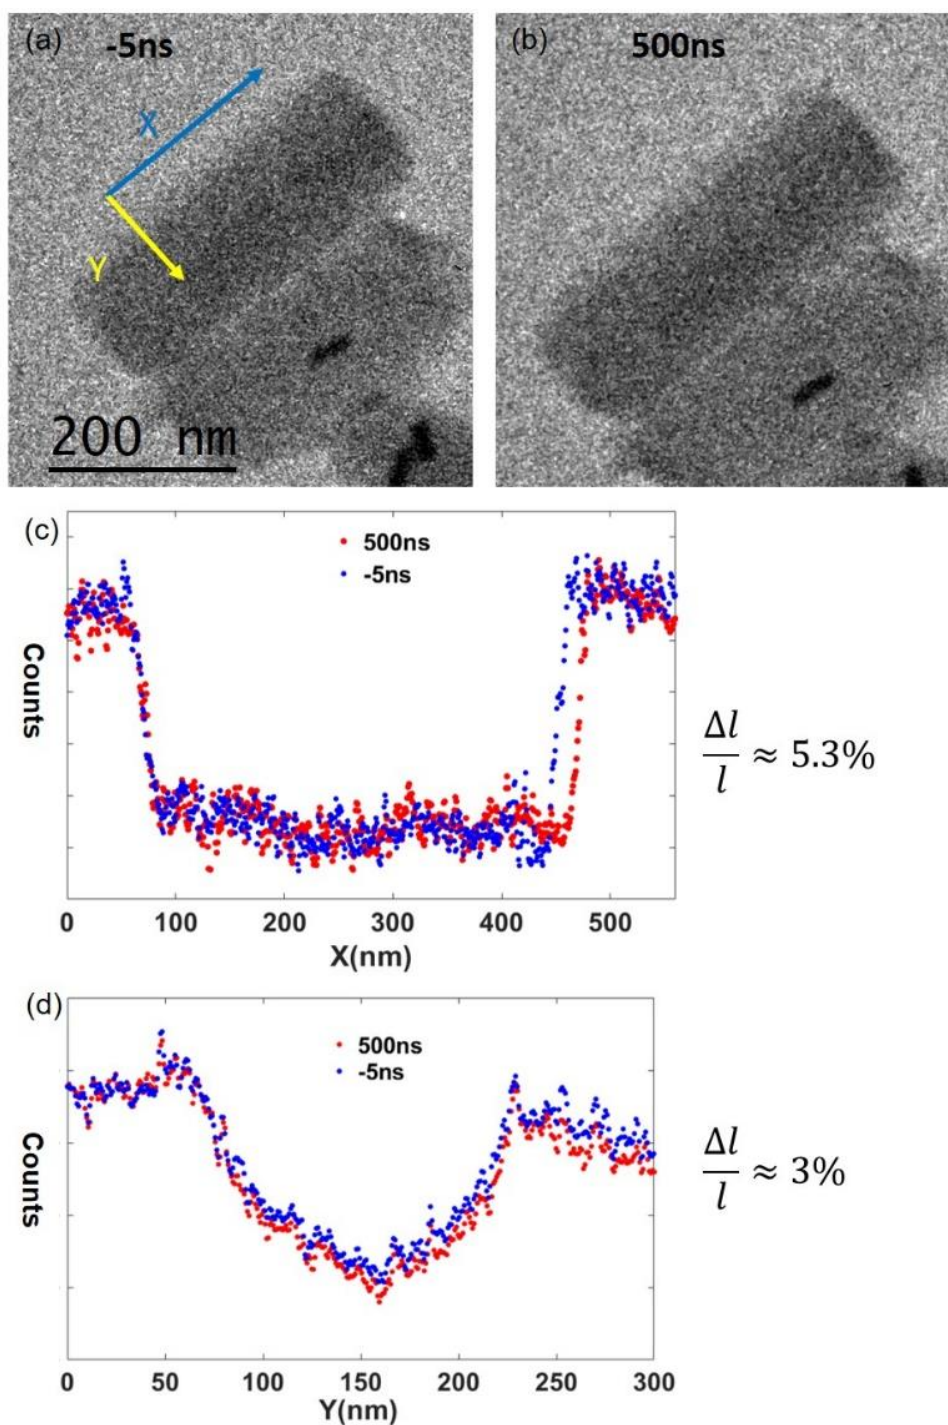 (a) -5ns
X
Y
200 nm
(b) 500ns
(c)
500ns
-5ns
Counts
0 100 200 300 400 500
X(nm)
Δl/l ≈ 5.3%
(d)
500ns
-5ns
Counts
0 50 100 150 200 250 300
Y(nm)
Δl/l ≈ 3%